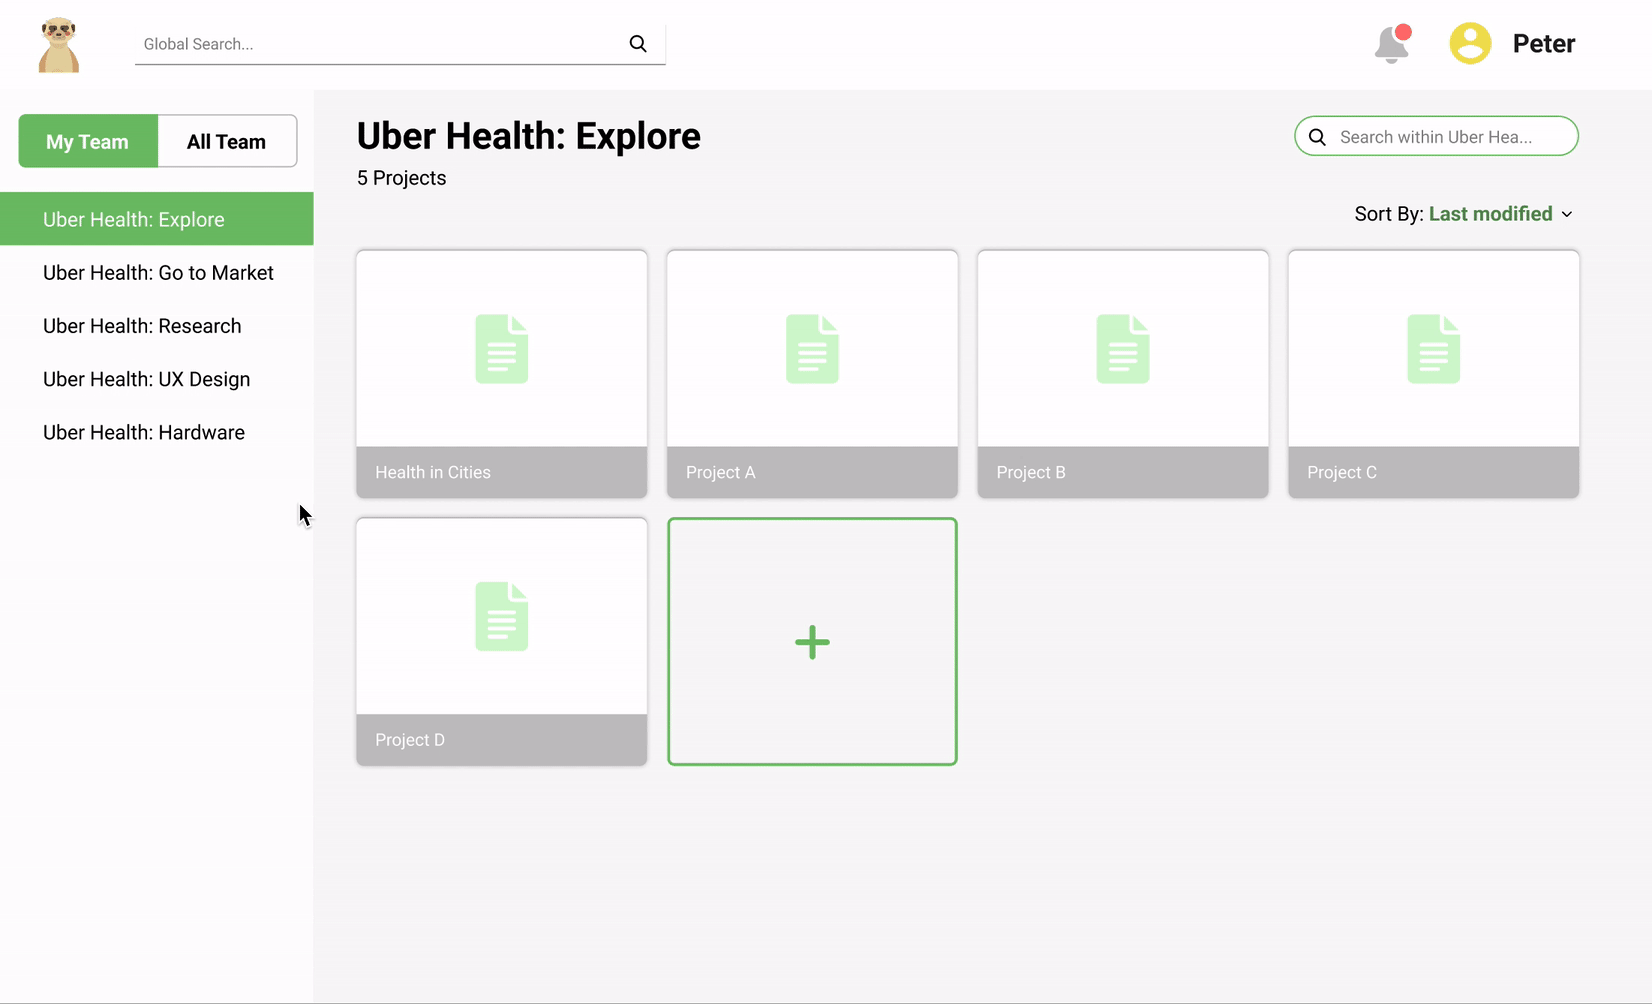 Global Search...
Peter
My Team
All Team
Uber Health: Explore
Uber Health: Go to Market
Uber Health: Research
Uber Health: UX Design
Uber Health: Hardware
Uber Health: Explore
5 Projects
Search within Uber Hea...
Sort By: Last modified
Health in Cities
Project A
Project B
Project C
Project D